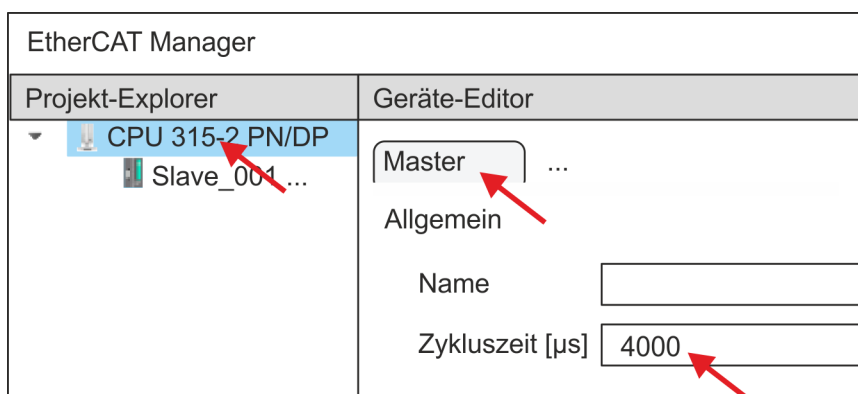 EtherCAT Manager
Projekt-Explorer
Geräte-Editor
CPU 315-2 PN/DP
Slave_001 ...
Master ...
Allgemein
Name
Zykluszeit [µs] 4000